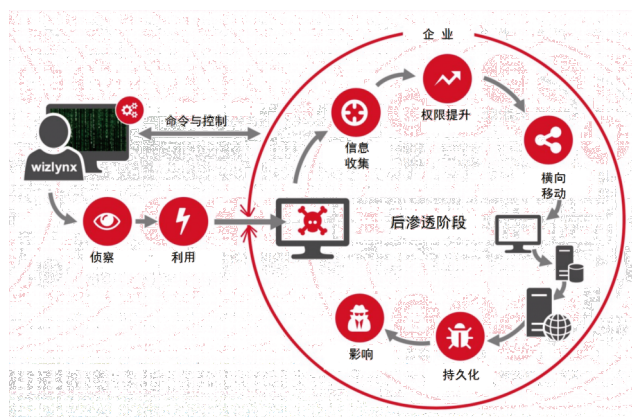 企 业
命令与控制
权限提升
信息
收集
wizlynx
横向
移动
后渗透阶段
侦察
利用
影响
持久化